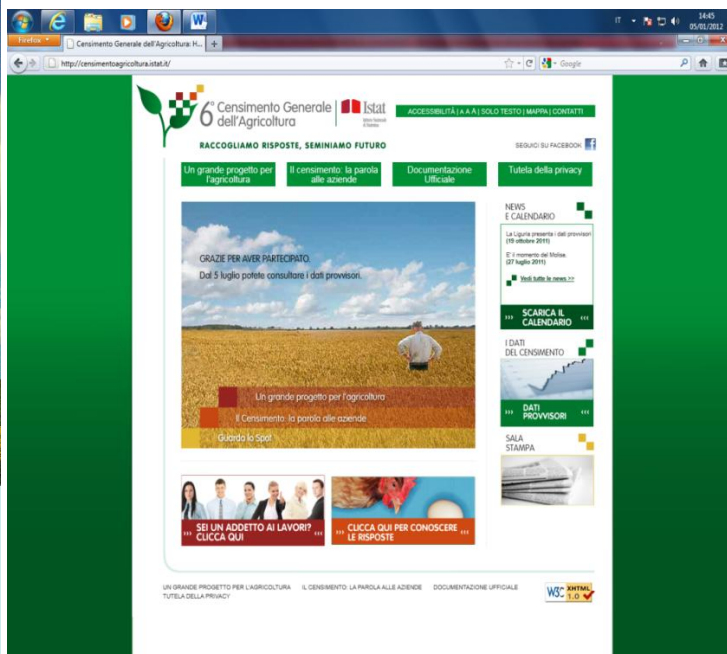 IT
14:45
05/01/2012
Firefox
Censimento Generale dell'Agricoltura: H...
http://censimentoagricoltura.istat.it/
Google
6° Censimento Generale
dell'Agricoltura
Istat
ACCESSIBILITÀ | A A A | SOLO TESTO | MAPPA | CONTATTI
RACCOGLIAMO RISPOSTE, SEMINIAMO FUTURO
SEGUICI SU FACEBOOK
Un grande progetto per
l'agricoltura
Il censimento: la parola
alle aziende
Documentazione
Ufficiale
Tutela della privacy
GRAZIE PER AVER PARTECIPATO.
Dal 5 luglio potete consultare i dati provvisori.
Un grande progetto per l'agricoltura
Il Censimento: la parola alle aziende
Guarda lo Spot
NEWS
E CALENDARIO
La Liguria presenta i dati provvisori
(19 ottobre 2011)
E' il momento del Molise.
(27 luglio 2011)
Vedi tutte le news >>
SCARICA IL
CALENDARIO
I DATI
DEL CENSIMENTO
DATI
PROVVISORI
SALA
STAMPA
SEI UN ADDETTO AI LAVORI?
CLICCA QUI
CLICCA QUI PER CONOSCERE
LE RISPOSTE
UN GRANDE PROGETTO PER L'AGRICOLTURA IL CENSIMENTO: LA PAROLA ALLE AZIENDE DOCUMENTAZIONE UFFICIALE
TUTELA DELLA PRIVACY
W3C XHTML
1.0